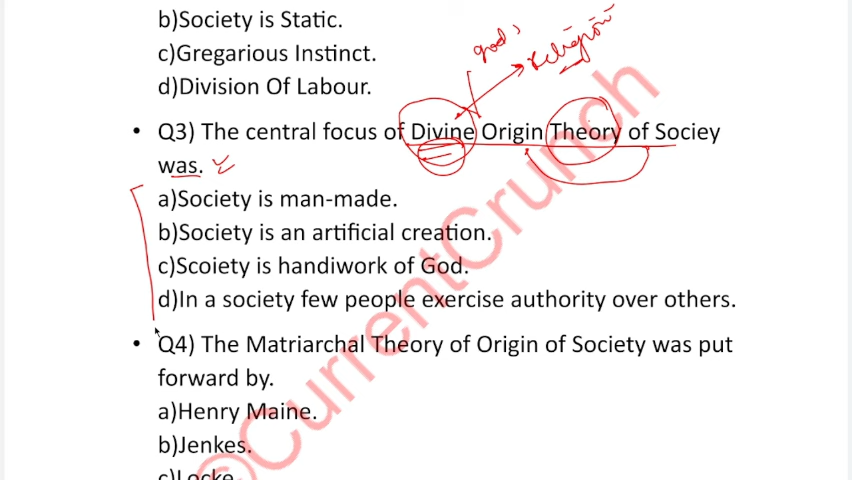 b)Society is Static.
c)Gregarious Instinct.
d)Division Of Labour.
god,
religion
• Q3) The central focus of Divine Origin Theory of Sociey
was.
a)Society is man-made.
b)Society is an artificial creation.
c)Scoiety is handiwork of God.
d)In a society few people exercise authority over others.
• Q4) The Matriarchal Theory of Origin of Society was put
forward by.
a)Henry Maine.
b)Jenkes.
c)Locke.
©CurrentCrunch